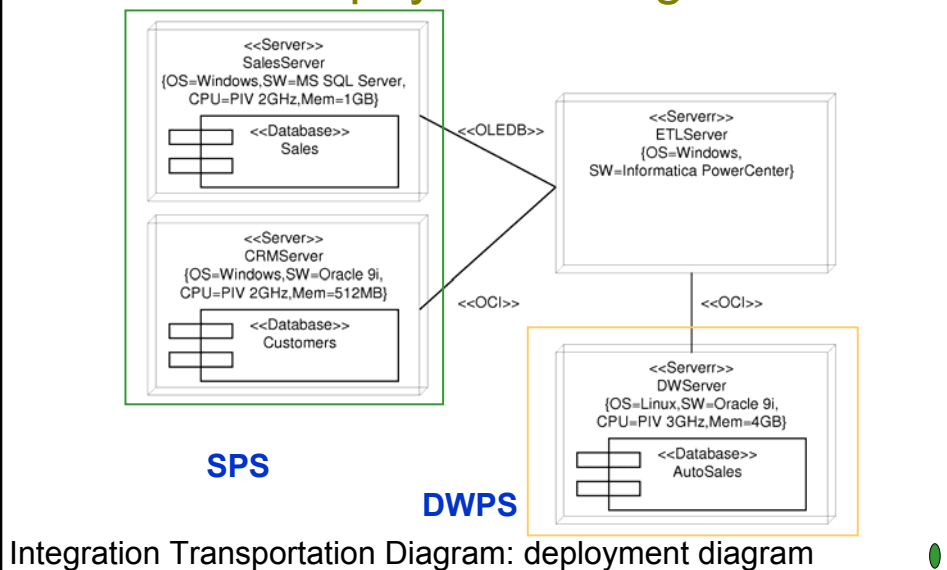 <<Server>>
SalesServer
{OS=Windows,SW=MS SQL Server,
CPU=PIV 2GHz,Mem=1GB}
<<Database>>
Sales
<<OLEDB>>
<<Serverr>>
ETLServer
{OS=Windows,
SW=Informatica PowerCenter}
<<Server>>
CRMServer
{OS=Windows,SW=Oracle 9i,
CPU=PIV 2GHz,Mem=512MB}
<<Database>>
Customers
<<OCI>>
<<OCI>>
<<Serverr>>
DWServer
{OS=Linux,SW=Oracle 9i,
CPU=PIV 3GHz,Mem=4GB}
<<Database>>
AutoSales
SPS
DWPS
Integration Transportation Diagram: deployment diagram